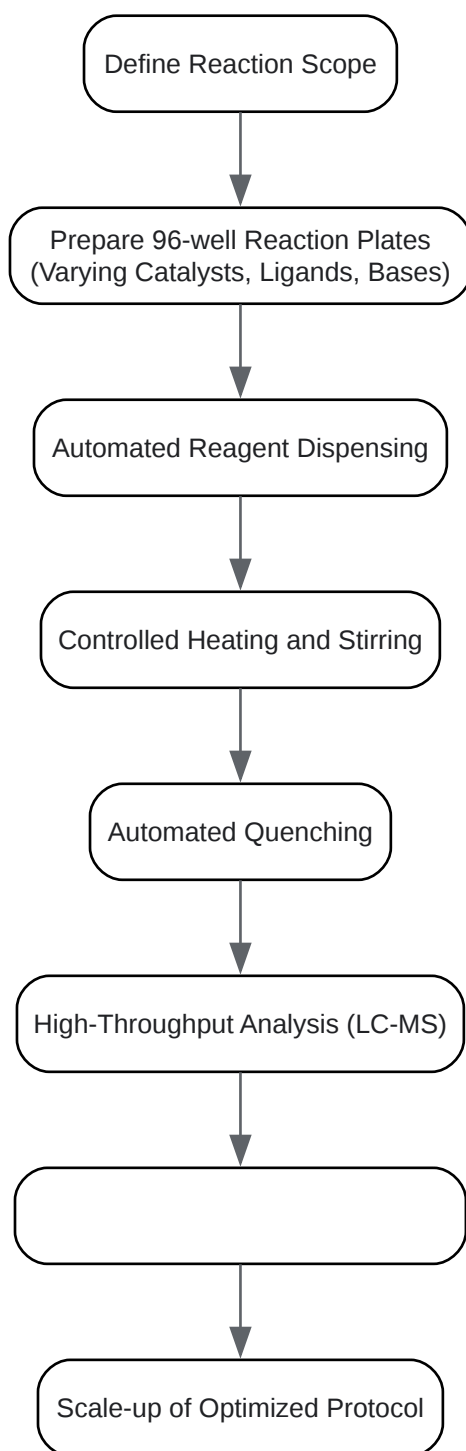 Define Reaction Scope
Prepare 96-well Reaction Plates
(Varying Catalysts, Ligands, Bases)
Automated Reagent Dispensing
Controlled Heating and Stirring
Automated Quenching
High-Throughput Analysis (LC-MS)
Scale-up of Optimized Protocol